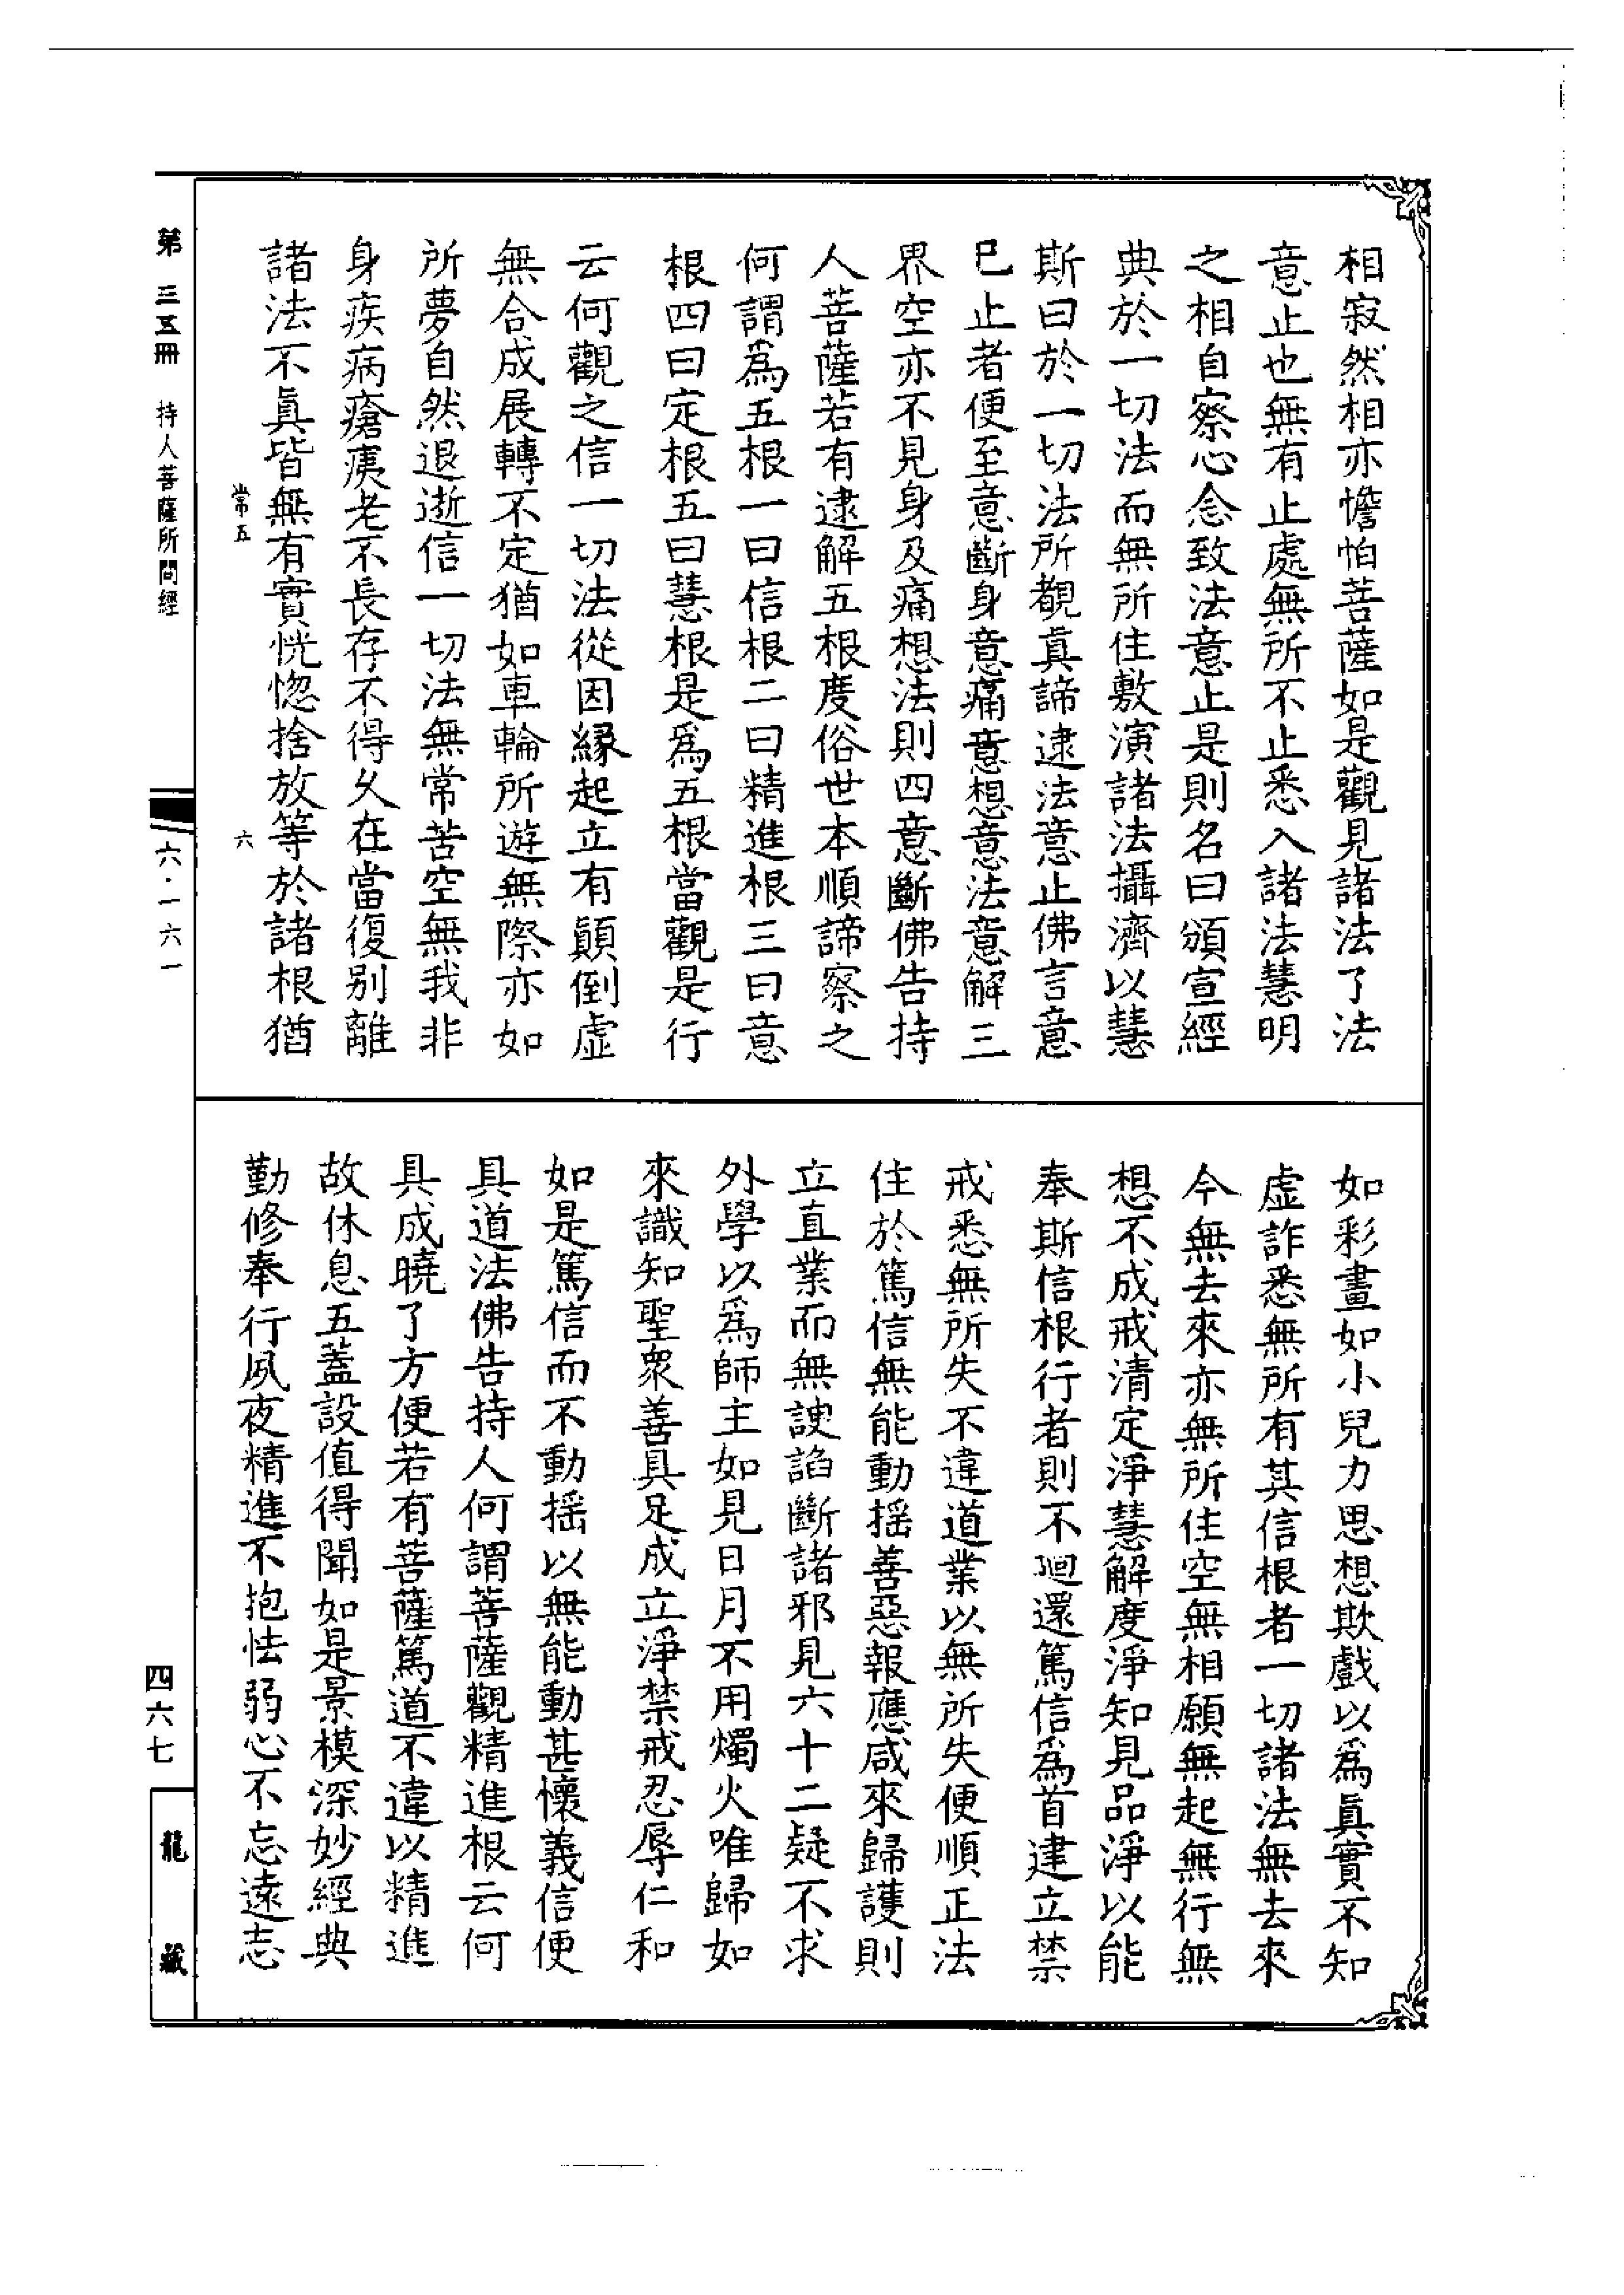 相寂然相亦憺怕菩薩如是觀見諸法了法
意止也無有止處無所不止悉入諸法慧明
之相自察心念致法意止是則名曰頒宣經
典於一切法而無所住敷演諸法攝濟以慧
斯曰於一切法所覩真諦逮法意止佛言意
已止者便至意斷身意痛意想意法意解三
界空亦不見身及痛想法則四意斷佛告持
人菩薩若有逮解五根度俗世本順諦察之
何謂爲五根一曰信根二曰精進根三曰意
根四曰定根五曰慧根是爲五根當觀是行
云何觀之信一切法從因緣起立有顛倒虛
無合成展轉不定猶如車輪所遊無際亦如
所夢自然退逝信一切法無常苦空無我非
身疾病瘡痍老不長存不得久在當復別離
諸法不真皆無有實恍惚捨放等於諸根猶
常五
六
如彩畫如小兒力思想欺戲以爲真實不知
虛詐悉無所有其信根者一切諸法無去來
今無去來亦無所住空無相願無起無行無
想不成戒清定淨慧解度淨知見品淨以能
奉斯信根行者則不迴還篤信爲首建立禁
戒悉無所失不違道業以無所失便順正法
住於篤信無能動搖善惡報應咸來歸護則
立直業而無諛諂斷諸邪見六十二疑不求
外學以爲師主如見日月不用燭火唯歸如
來識知聖衆善具足成立淨禁戒忍辱仁和
如是篤信而不動搖以無能動甚懷義信便
具道法佛告持人何謂菩薩觀精進根云何
具成曉了方便若有菩薩篤道不違以精進
故休息五蓋設值得聞如是景模深妙經典
勤修奉行夙夜精進不抱怯弱心不忘遠志
第三五冊 持人菩薩所問經
六·一六一
四六七
龍藏